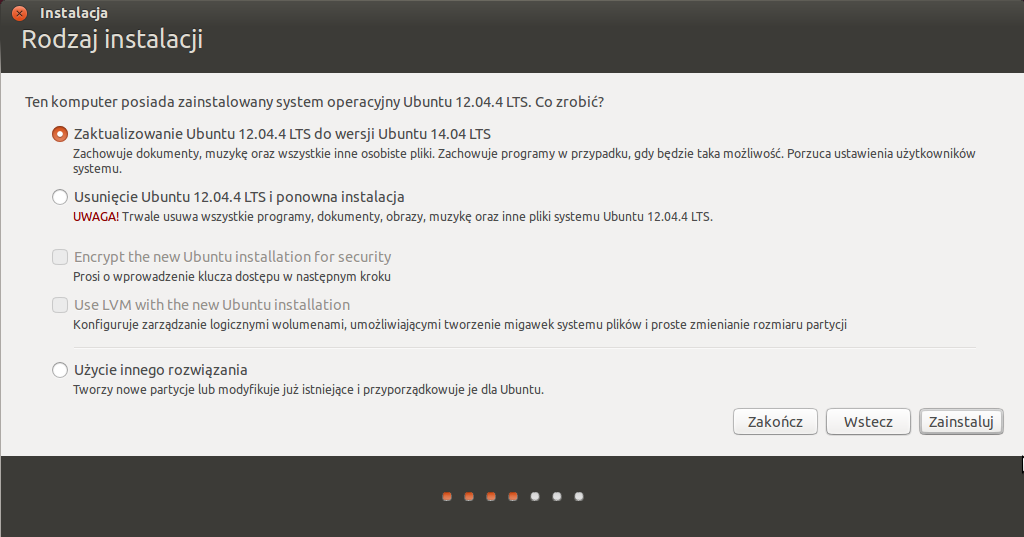 Instalacja
Rodzaj instalacji
Ten komputer posiada zainstalowany system operacyjny Ubuntu 12.04.4 LTS. Co zrobić?
Zaktualizowanie Ubuntu 12.04.4 LTS do wersji Ubuntu 14.04 LTS
Zachowuje dokumenty, muzykę oraz wszystkie inne osobiste pliki. Zachowuje programy w przypadku, gdy będzie taka możliwość. Porzuca ustawienia użytkowników
systemu.
Usunięcie Ubuntu 12.04.4 LTS i ponowna instalacja
UWAGA! Trwale usuwa wszystkie programy, dokumenty, obrazy, muzykę oraz inne pliki systemu Ubuntu 12.04.4 LTS.
Encrypt the new Ubuntu installation for security
Prosi o wprowadzenie klucza dostępu w następnym kroku
Use LVM with the new Ubuntu installation
Konfiguruje zarządzanie logicznymi wolumenami, umożliwiającymi tworzenie migawek systemu plików i proste zmienianie rozmiaru partycji
Użycie innego rozwiązania
Tworzy nowe partycje lub modyfikuje już istniejące i przyporządkowuje je dla Ubuntu.
Zakończ Wstecz Zainstaluj